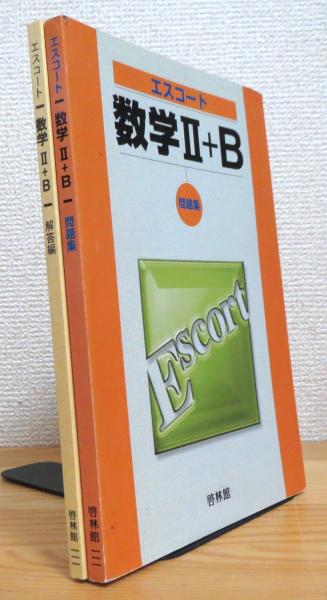 エスコート
数学Ⅱ+B
問題集
Escort
啓林館
エスコート 数学Ⅱ+B 問題集
啓林館
エスコート 数学Ⅱ+B 解答編
啓林館